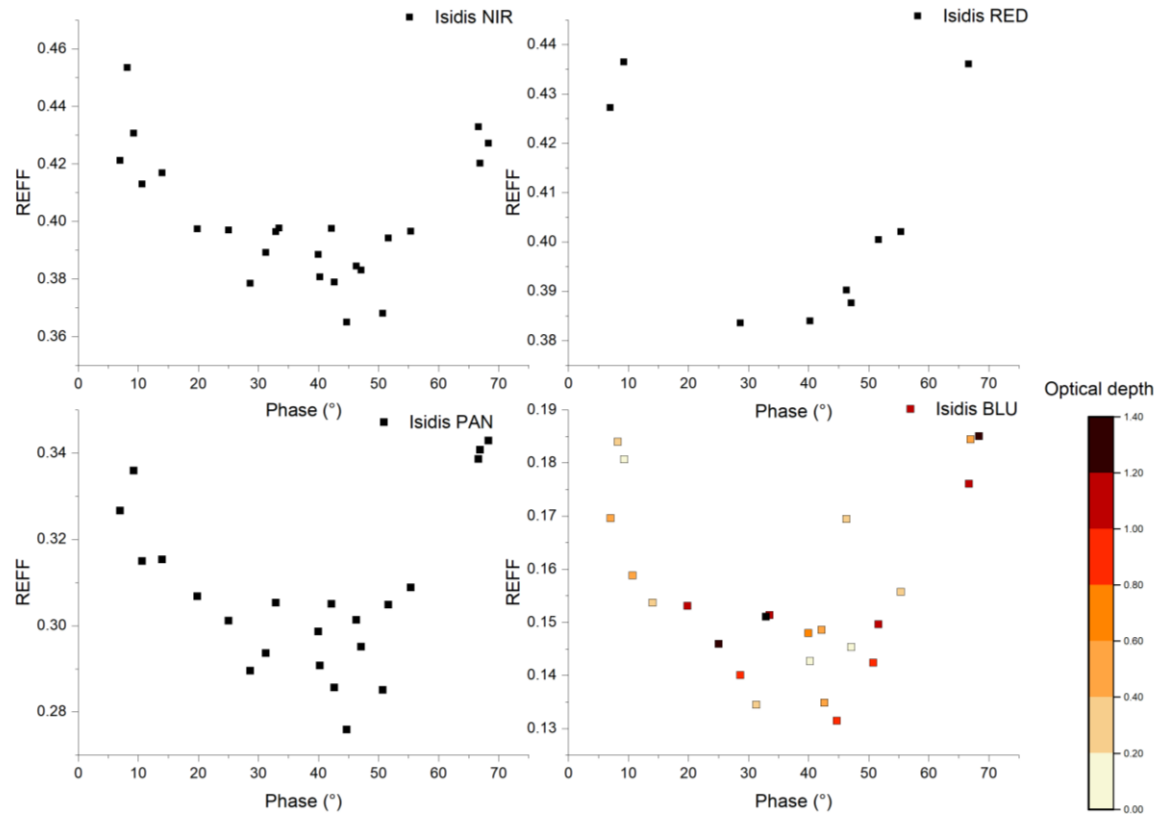 Isidis NIR
0.46
0.44
0.42
0.40
0.38
0.36
REFF
0 10 20 30 40 50 60 70
Phase (°)
Isidis RED
0.44
0.43
0.42
0.41
0.40
0.39
0.38
REFF
0 10 20 30 40 50 60 70
Phase (°)
Isidis PAN
0.34
0.32
0.30
0.28
REFF
0 10 20 30 40 50 60 70
Phase (°)
Isidis BLU
0.19
0.18
0.17
0.16
0.15
0.14
0.13
REFF
0 10 20 30 40 50 60 70
Phase (°)
Optical depth
1.40
1.20
1.00
0.80
0.60
0.40
0.20
0.00